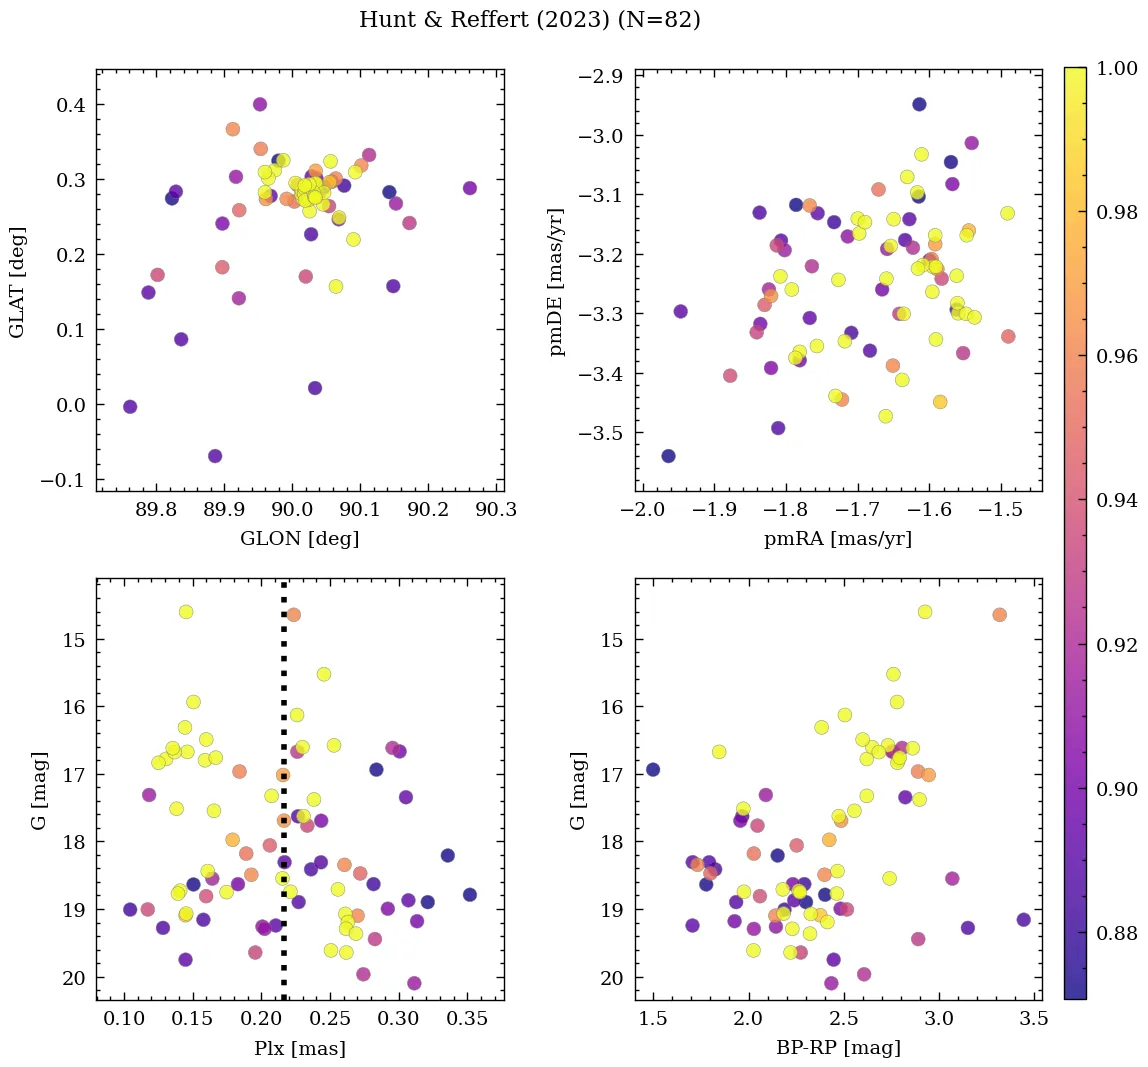 Hunt & Reffert (2023) (N=82)
0.4
0.3
0.2
0.1
0.0
−0.1
GLAT [deg]
89.8 89.9 90.0 90.1 90.2 90.3
GLON [deg]
−2.9
−3.0
−3.1
−3.2
−3.3
−3.4
−3.5
pmDE [mas/yr]
−2.0 −1.9 −1.8 −1.7 −1.6 −1.5
pmRA [mas/yr]
15
16
17
18
19
20
G [mag]
0.10 0.15 0.20 0.25 0.30 0.35
Plx [mas]
15
16
17
18
19
20
G [mag]
1.5 2.0 2.5 3.0 3.5
BP-RP [mag]
1.00
0.98
0.96
0.94
0.92
0.90
0.88